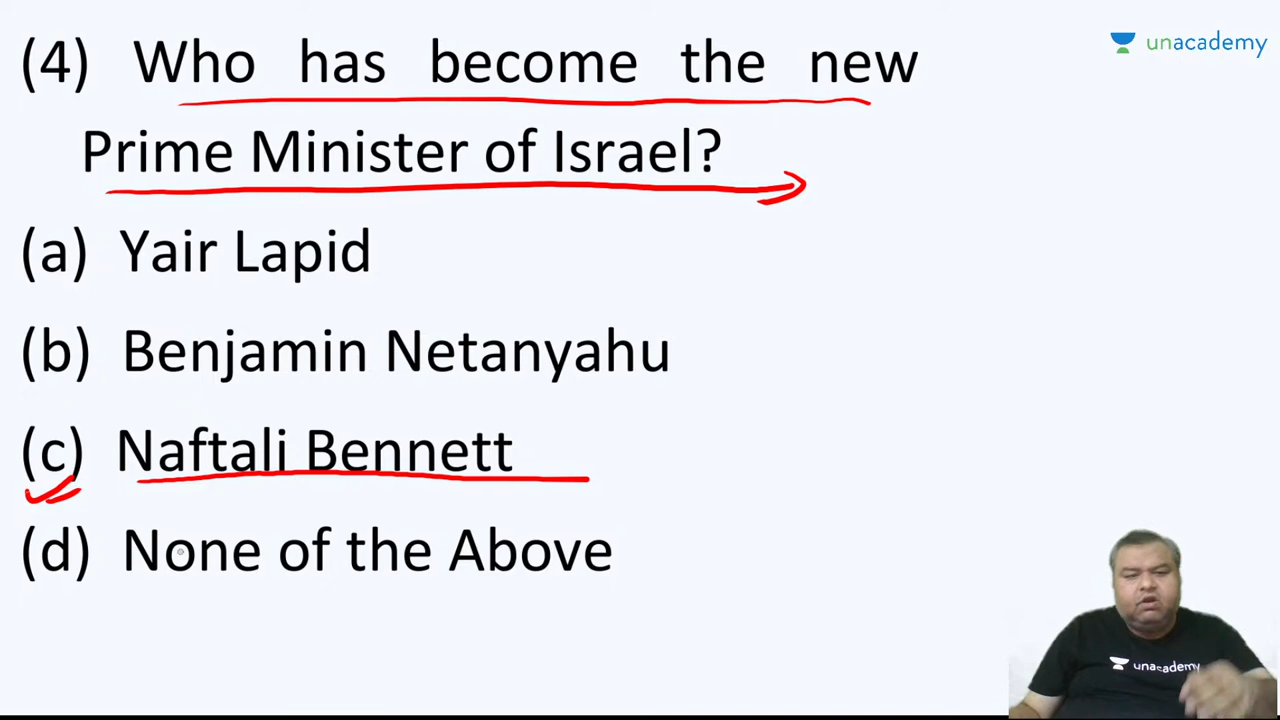 (4) Who has become the new
unacademy
Prime Minister of Israel?
(a) Yair Lapid
(b) Benjamin Netanyahu
(c) Naftali Bennett
(d) None of the Above
unacademy